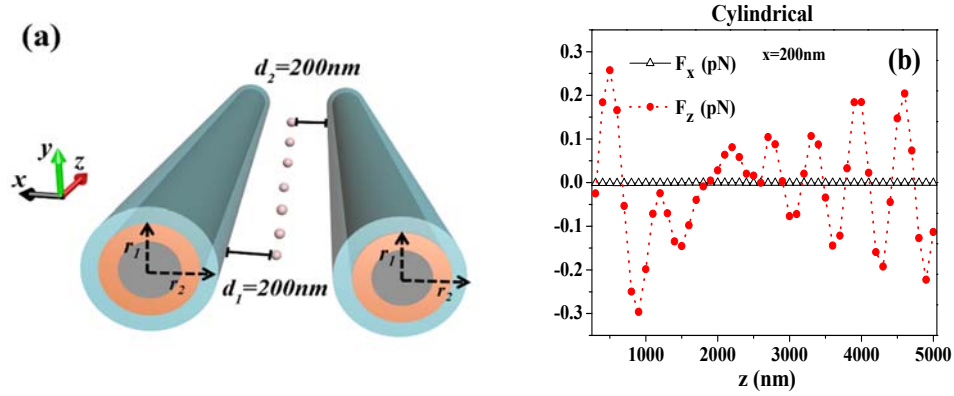 (a)
d₂=200nm
y
z
x
r₁
r₂
r₁
r₂
d₁=200nm
Cylindrical
(b)
Fₓ (pN)
x=200nm
F_z (pN)
0.3
0.2
0.1
0.0
-0.1
-0.2
-0.3
1000 2000 3000 4000 5000
z (nm)